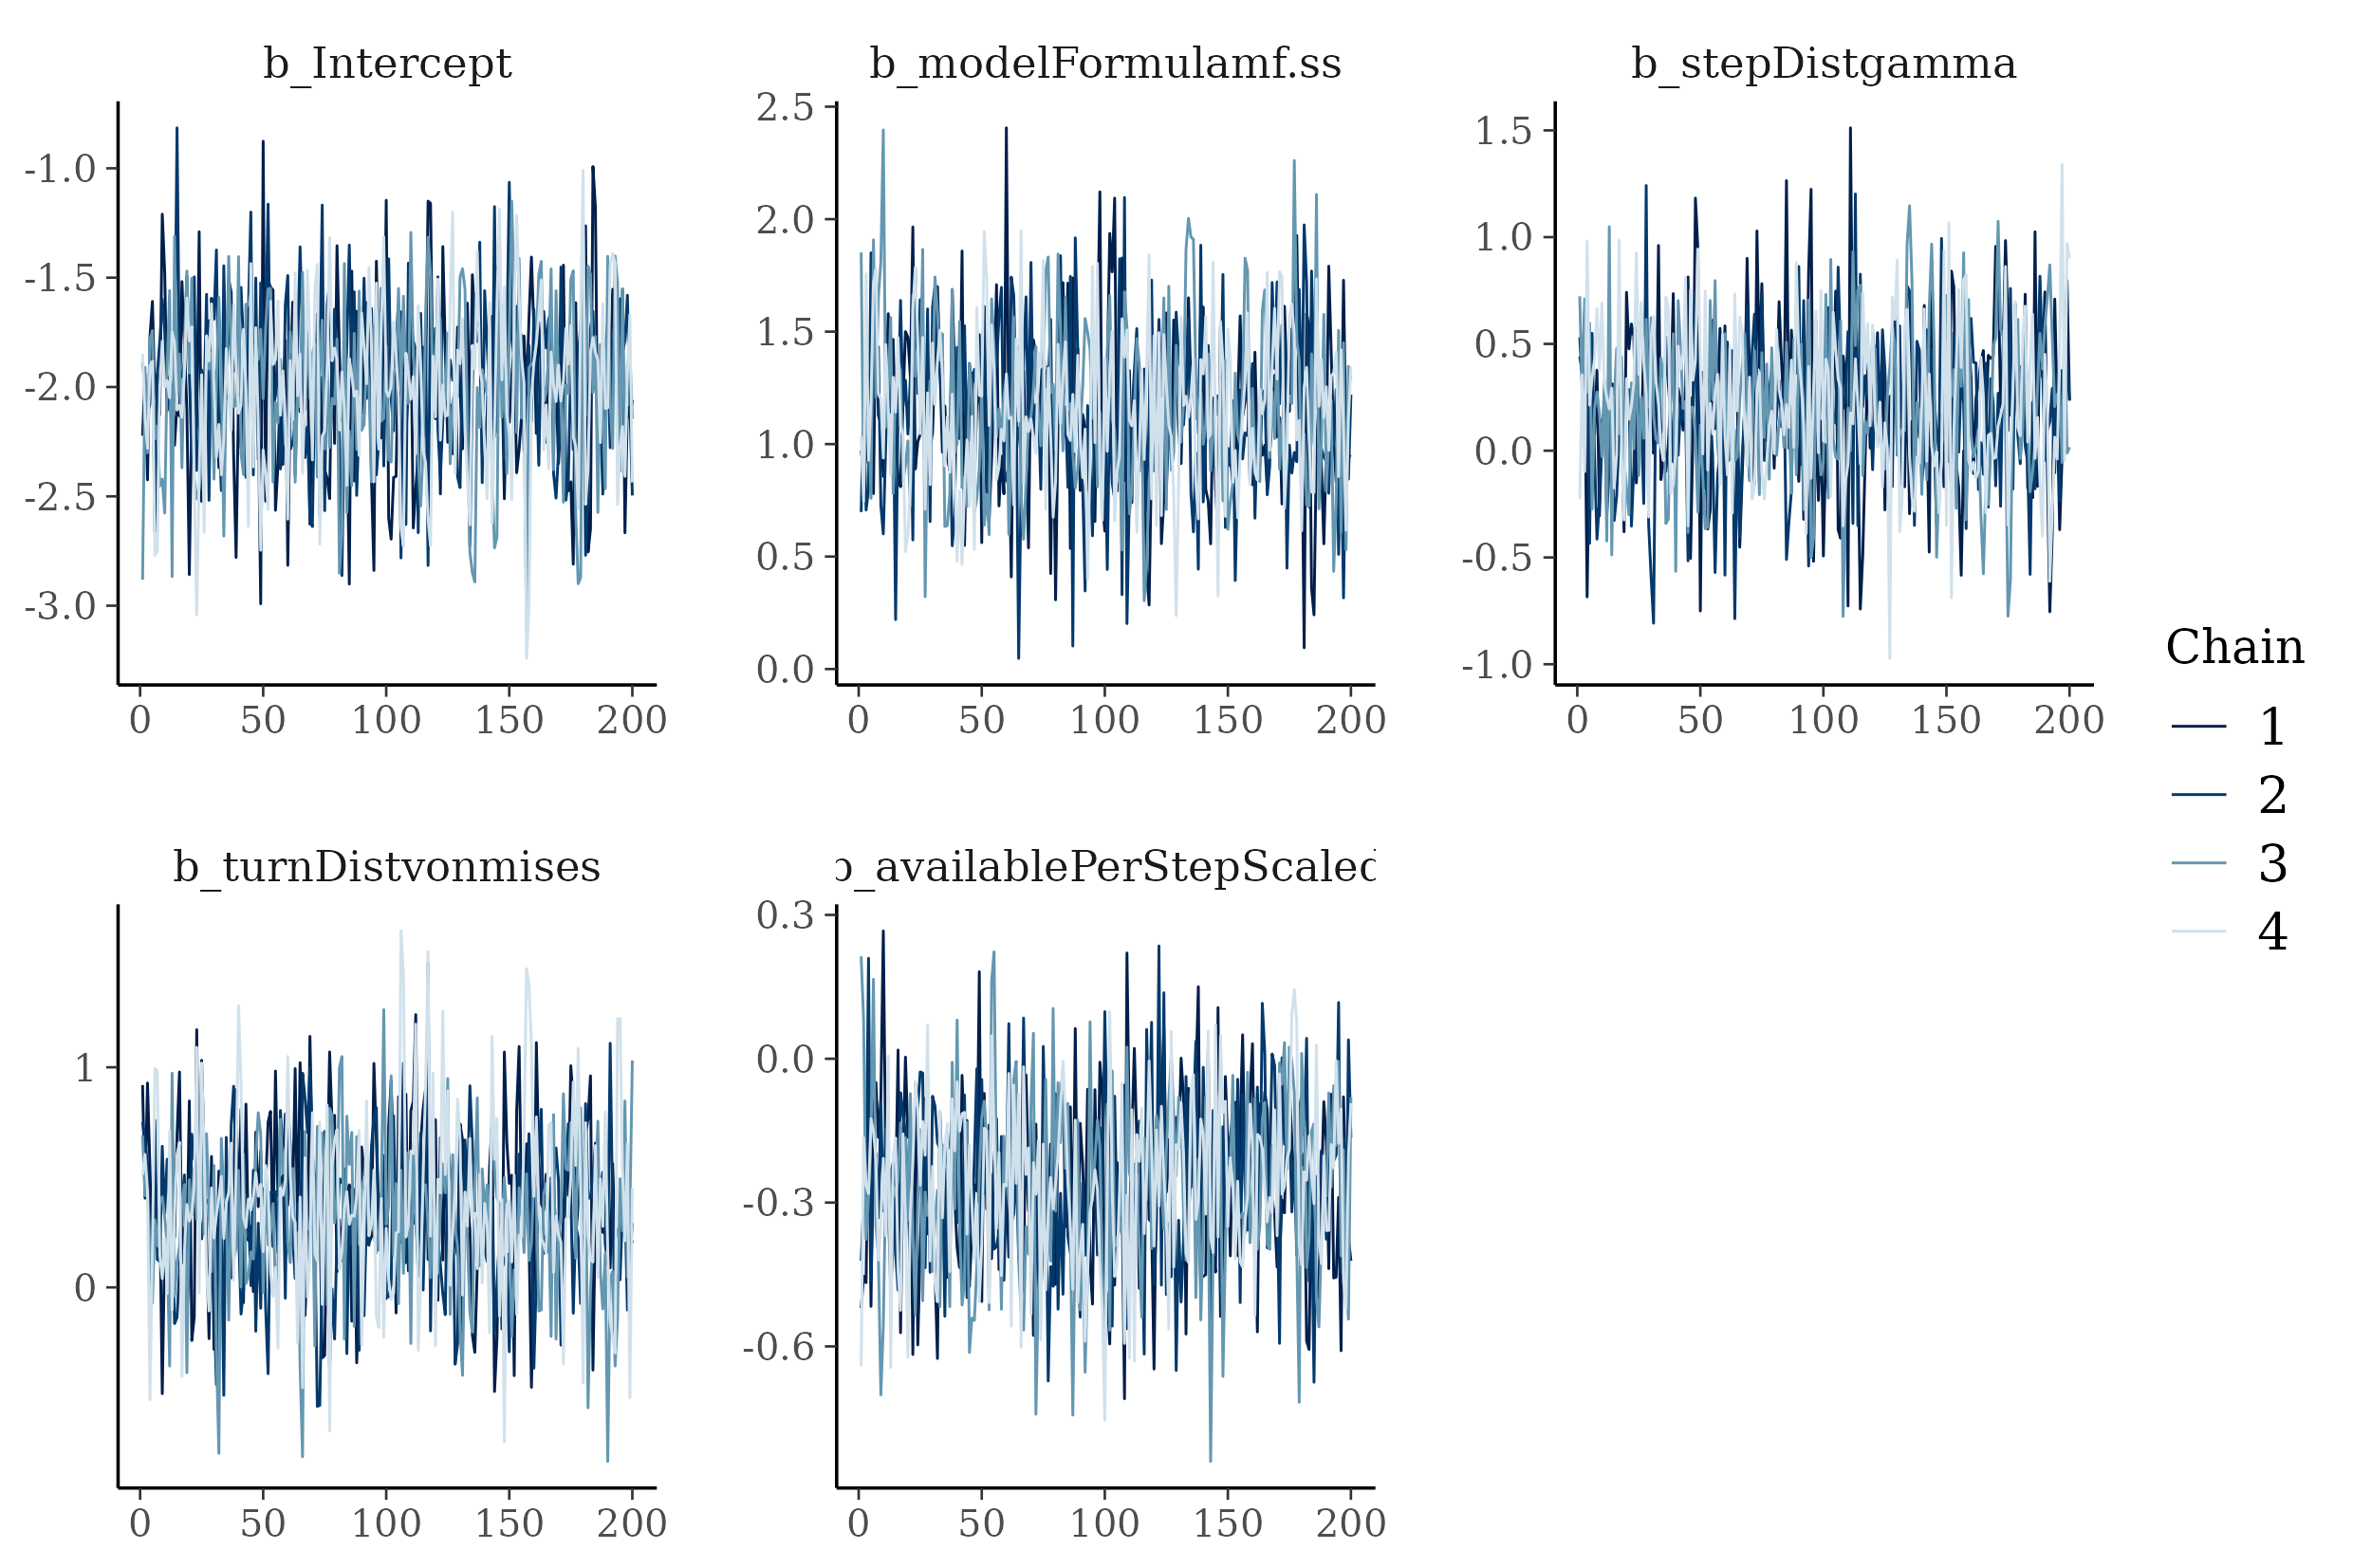 b_Intercept
b_modelFormulamf.ss
b_stepDistgamma
-1.0
-1.5
-2.0
-2.5
-3.0
0 50 100 150 200
2.5
2.0
1.5
1.0
0.5
0.0
0 50 100 150 200
1.5
1.0
0.5
0.0
-0.5
-1.0
0 50 100 150 200
b_turnDistvonmises
b_availablePerStepScaled
1
0
0 50 100 150 200
0.3
0.0
-0.3
-0.6
0 50 100 150 200
Chain
1
2
3
4